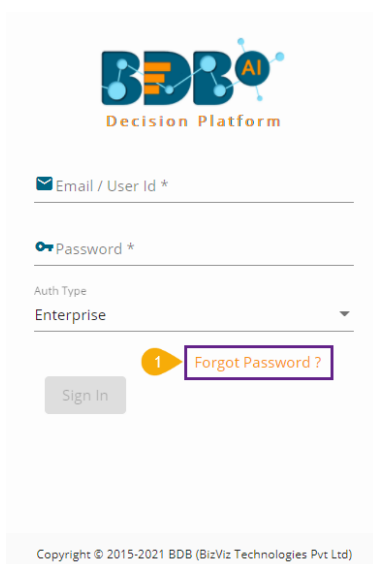 BDB AI
Decision Platform
Email / User Id *
Password *
Auth Type
Enterprise
1 Forgot Password ?
Sign In
Copyright © 2015-2021 BDB (BizViz Technologies Pvt Ltd)